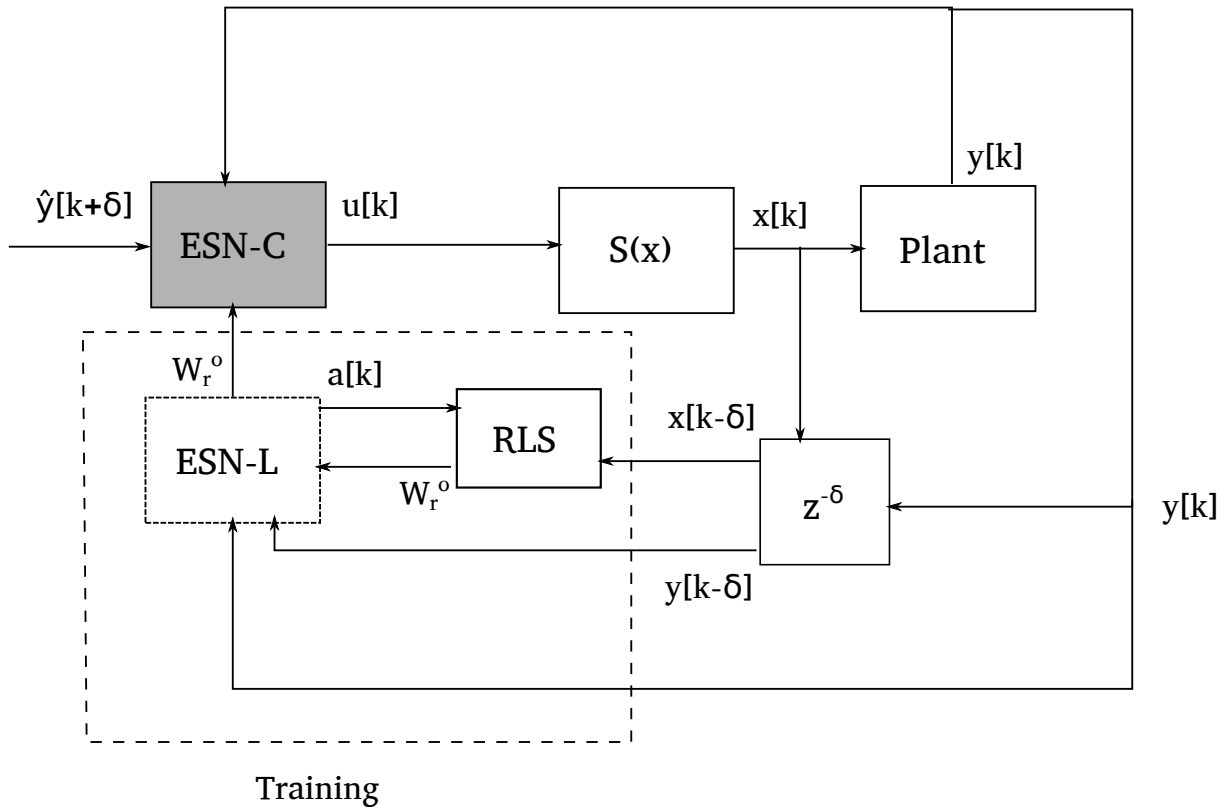 y[k]
ŷ[k+δ]
u[k]
x[k]
ESN-C
S(x)
Plant
W_r^o
a[k]
x[k-δ]
RLS
ESN-L
W_r^o
z^-δ
y[k]
y[k-δ]
Training